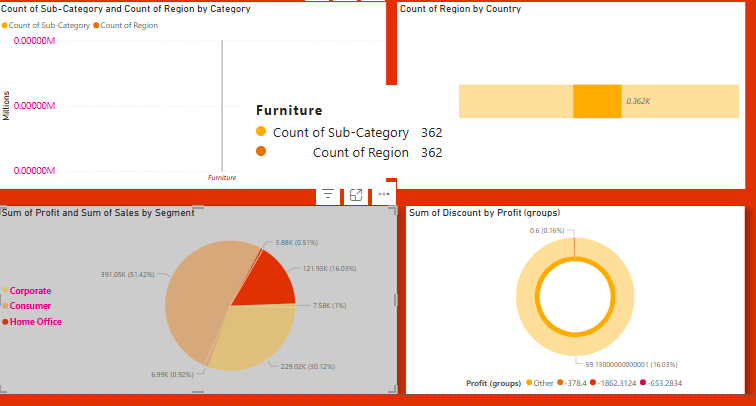 Count of Sub-Category and Count of Region by Category
Count of Sub-Category Count of Region
0.00000M
0.00000M
0.00000M
Millions
Furniture
Furniture
Count of Sub-Category 362
Count of Region 362
Count of Region by Country
0.362K
Sum of Profit and Sum of Sales by Segment
Corporate
Consumer
Home Office
3.88K (0.51%)
121.93K (16.03%)
7.58K (1%)
229.02K (30.12%)
6.99K (0.92%)
391.05K (51.42%)
Sum of Discount by Profit (groups)
0.6 (0.16%)
59.13000000000001 (16.03%)
Profit (groups) Other -378.4 -1862.3124 -653.2834